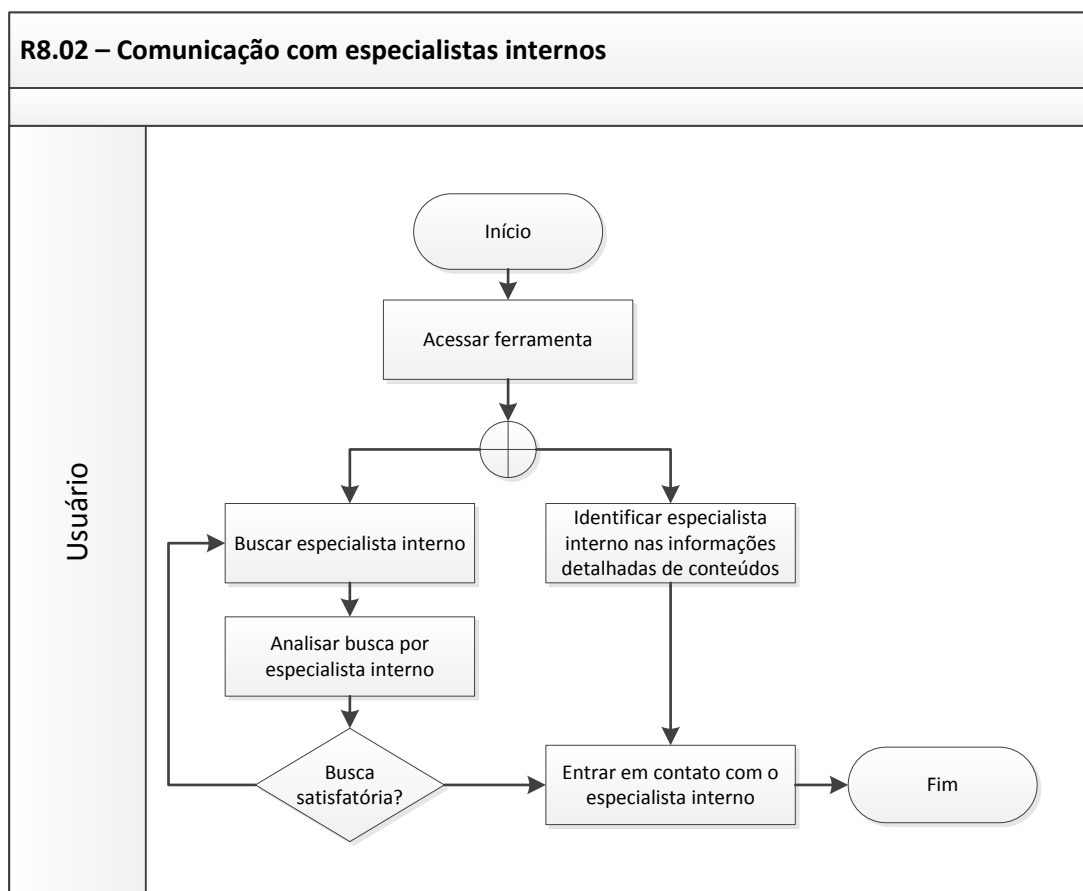 R8.02 – Comunicação com especialistas internos
Usuário
Início
Acessar ferramenta
Buscar especialista interno
Identificar especialista
interno nas informações
detalhadas de conteúdos
Analisar busca por
especialista interno
Busca
satisfatória?
Entrar em contato com o
especialista interno
Fim